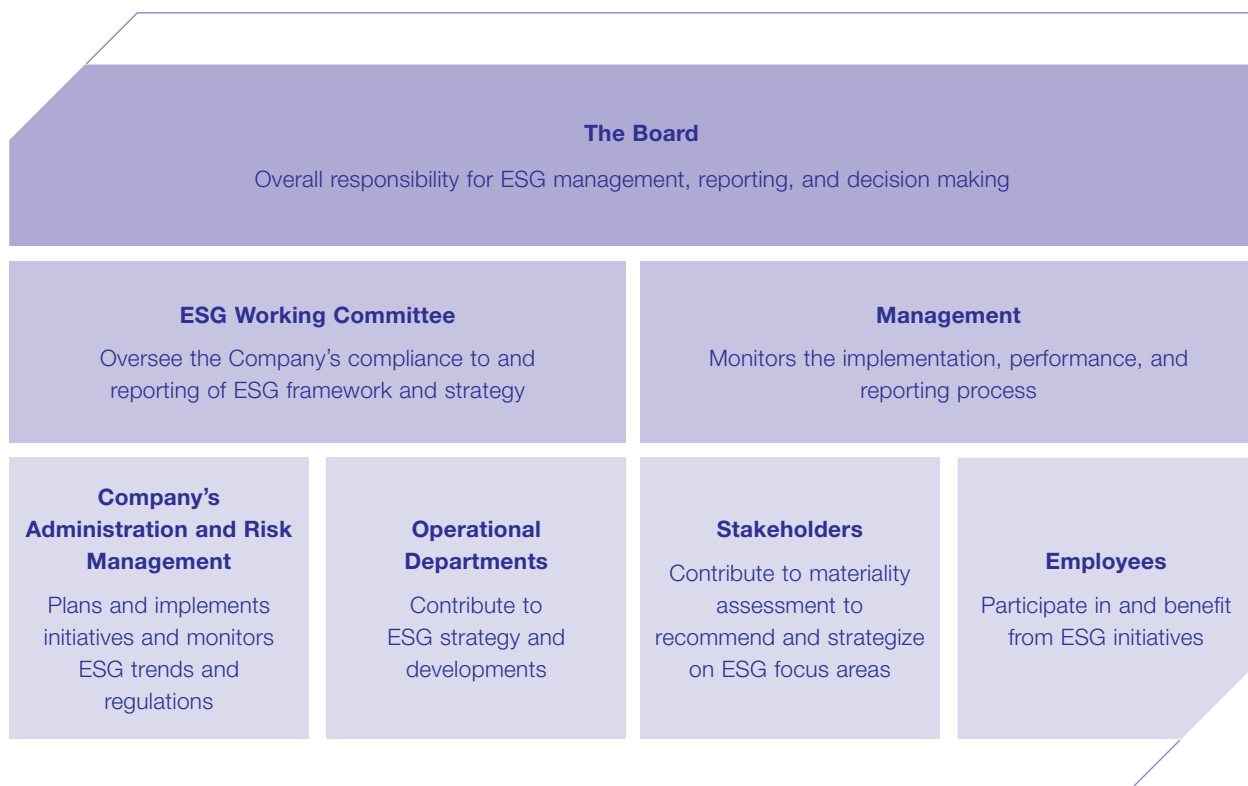 The Board
Overall responsibility for ESG management, reporting, and decision making
ESG Working Committee
Oversee the Company’s compliance to and
reporting of ESG framework and strategy
Management
Monitors the implementation, performance, and
reporting process
Company’s
Administration and Risk
Management
Plans and implements
initiatives and monitors
ESG trends and
regulations
Operational
Departments
Contribute to
ESG strategy and
developments
Stakeholders
Contribute to materiality
assessment to
recommend and strategize
on ESG focus areas
Employees
Participate in and benefit
from ESG initiatives